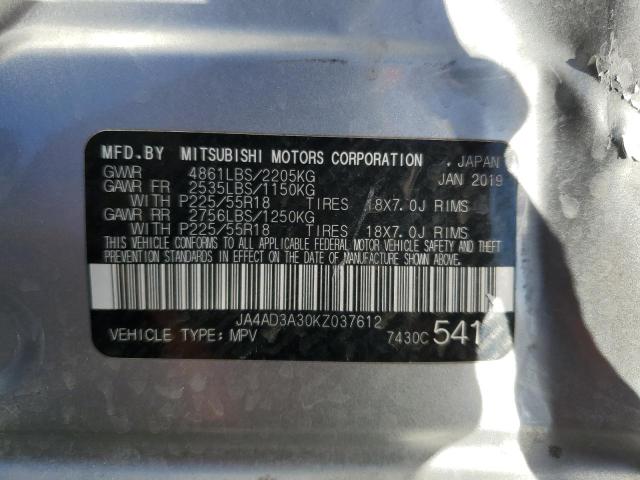 MFD.BY MITSUBISHI MOTORS CORPORATION , JAPAN
GVWR 4861LBS/2205KG JAN 2019
GAWR FR 2535LBS/1150KG
WITH P225/55R18 TIRES 18X7.0J RIMS
GAWR RR 2756LBS/1250KG
WITH P225/55R18 TIRES 18X7.0J RIMS
THIS VEHICLE CONFORMS TO ALL APPLICABLE FEDERAL MOTOR VEHICLE SAFETY AND THEFT
PREVENTION STANDARDS IN EFFECT ON THE DATE OF MANUFACTURE SHOWN ABOVE.
JA4AD3A30KZ037612
VEHICLE TYPE: MPV 7430C 541